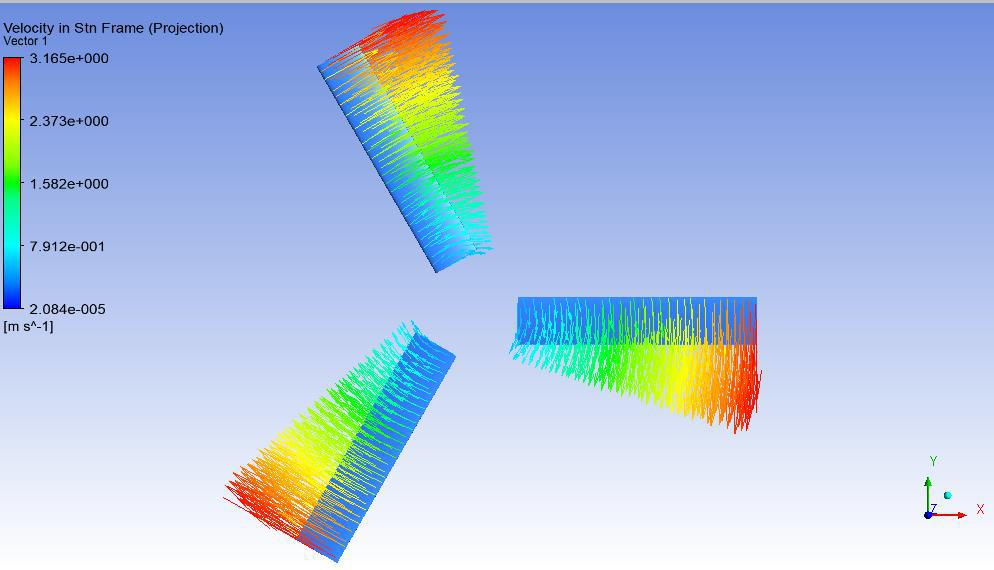 Velocity in Stn Frame (Projection)
Vector 1
3.165e+000
2.373e+000
1.582e+000
7.912e-001
2.084e-005
[m s^-1]
Y
Z
X